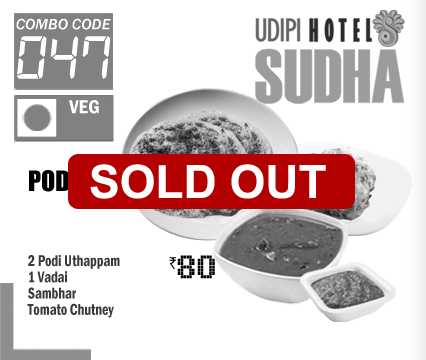 COMBO CODE
047
VEG
UDIPI HOTEL
SUDHA
POD
SOLD OUT
2 Podi Uthappam
1 Vadai
Sambhar
Tomato Chutney
₹80